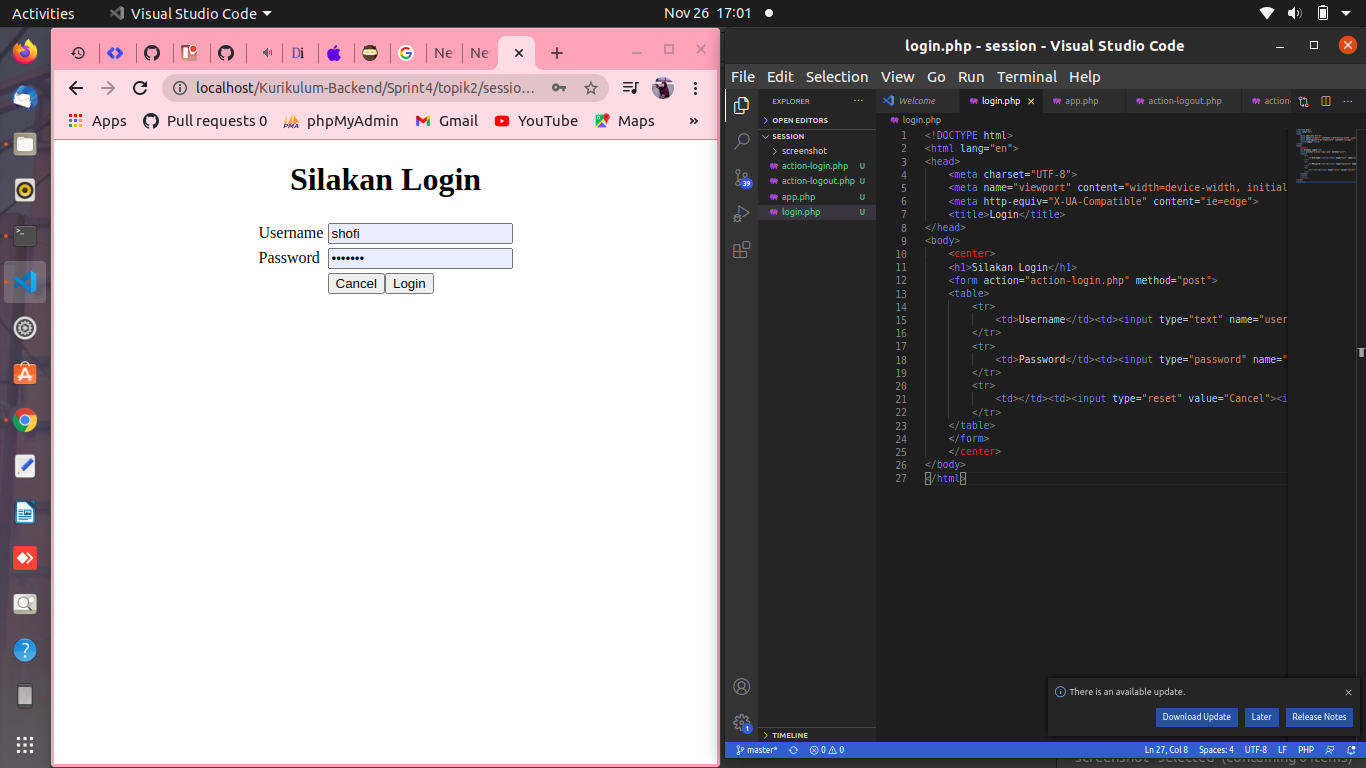 Activities
Visual Studio Code
Nov 26 17:01
Di
Ne
Ne
localhost/Kurikulum-Backend/Sprint4/topik2/sessio...
Apps
Pull requests 0
phpMyAdmin
Gmail
YouTube
Maps
»
Silakan Login
Username shofi
Password •••••••
Cancel Login
login.php - session - Visual Studio Code
File Edit Selection View Go Run Terminal Help
EXPLORER
OPEN EDITORS
SESSION
screenshot
action-login.php U
action-logout.php U
app.php U
login.php U
TIMELINE
39
1
Welcome
login.php
app.php
action-logout.php
action-
login.php
1 <!DOCTYPE html>
2 <html lang="en">
3 <head>
4 <meta charset="UTF-8">
5 <meta name="viewport" content="width=device-width, initial
6 <meta http-equiv="X-UA-Compatible" content="ie=edge">
7 <title>Login</title>
8 </head>
9 <body>
10 <center>
11 <h1>Silakan Login</h1>
12 <form action="action-login.php" method="post">
13 <table>
14 <tr>
15 <td>Username</td><td><input type="text" name="user
16 </tr>
17 <tr>
18 <td>Password</td><td><input type="password" name="
19 </tr>
20 <tr>
21 <td></td><td><input type="reset" value="Cancel"><i
22 </tr>
23 </table>
24 </form>
25 </center>
26 </body>
27 </html>
There is an available update.
Download Update
Later
Release Notes
master*
0 0
Ln 27, Col 8
Spaces: 4
UTF-8
LF
PHP